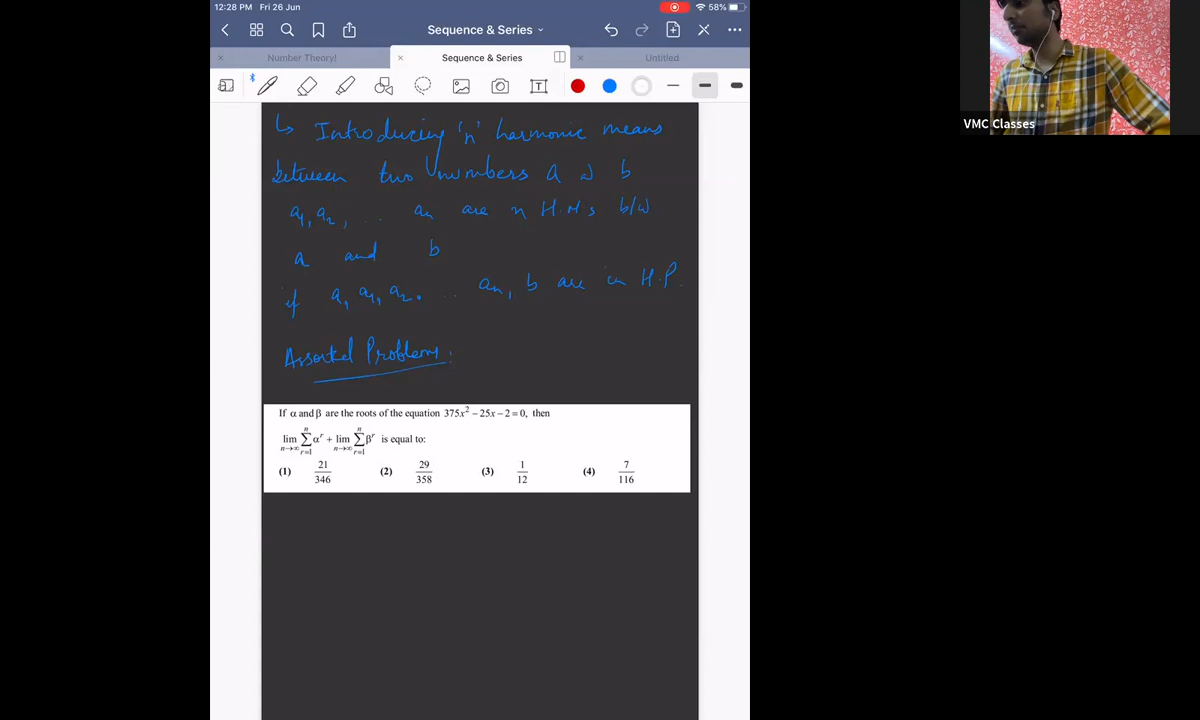 12:28 PM Fri 26 Jun
58%
Sequence & Series
Number Theory!
Sequence & Series
Untitled
T
VMC Classes
↳ Introducing 'n' harmonic means
between two numbers a & b
a₁, a₂, .. aₙ are n H.M.s b/w
a and b
if a, a₁, a₂. .. aₙ, b are in H.P.
Assorted Problems:
If α and β are the roots of the equation 375x² − 25x − 2 = 0, then
lim n→∞ ∑ r=1 n αʳ + lim n→∞ ∑ r=1 n βʳ is equal to:
(1) 21/346 (2) 29/358 (3) 1/12 (4) 7/116